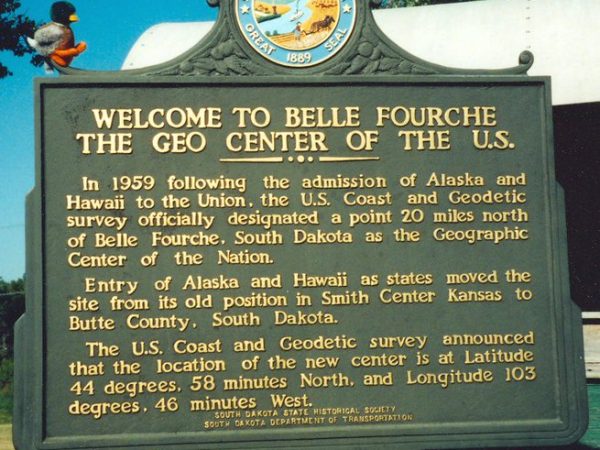 GREAT SEAL
1889
WELCOME TO BELLE FOURCHE
THE GEO CENTER OF THE U.S.
In 1959 following the admission of Alaska and
Hawaii to the Union, the U.S. Coast and Geodetic
survey officially designated a point 20 miles north
of Belle Fourche, South Dakota as the Geographic
Center of the Nation.
Entry of Alaska and Hawaii as states moved the
site from its old position in Smith Center Kansas to
Butte County, South Dakota.
The U.S. Coast and Geodetic survey announced
that the location of the new center is at Latitude
44 degrees, 58 minutes North, and Longitude 103
degrees, 46 minutes West.
SOUTH DAKOTA STATE HISTORICAL SOCIETY
SOUTH DAKOTA DEPARTMENT OF TRANSPORTATION